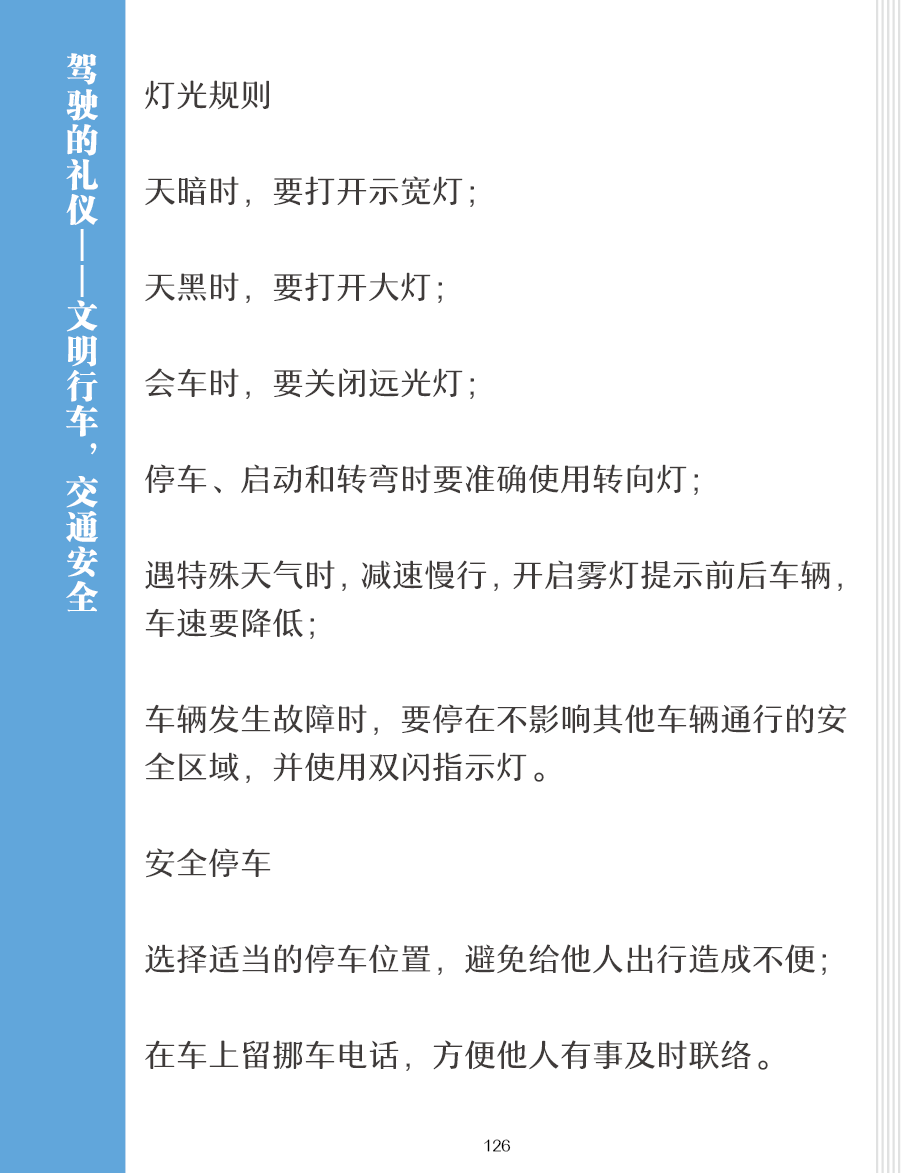 驾驶的礼仪——文明行车，交通安全
灯光规则
天暗时，要打开示宽灯；
天黑时，要打开大灯；
会车时，要关闭远光灯；
停车、启动和转弯时要准确使用转向灯；
遇特殊天气时，减速慢行，开启雾灯提示前后车辆，
车速要降低；
车辆发生故障时，要停在不影响其他车辆通行的安
全区域，并使用双闪指示灯。
安全停车
选择适当的停车位置，避免给他人出行造成不便；
在车上留挪车电话，方便他人有事及时联络。
126